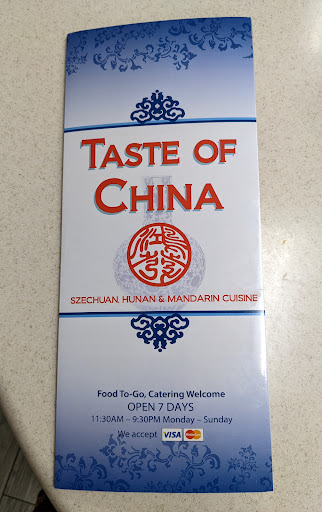 TASTE OF
CHINA
SZECHUAN, HUNAN & MANDARIN CUISINE
Food To-Go, Catering Welcome
OPEN 7 DAYS
11:30AM – 9:30PM Monday – Sunday
We accept VISA MasterCard